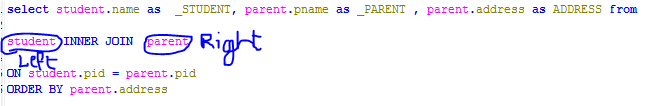 select student.name as _STUDENT, parent.pname as _PARENT , parent.address as ADDRESS from
student INNER JOIN parent Right
Left
ON student.pid = parent.pid
ORDER BY parent.address